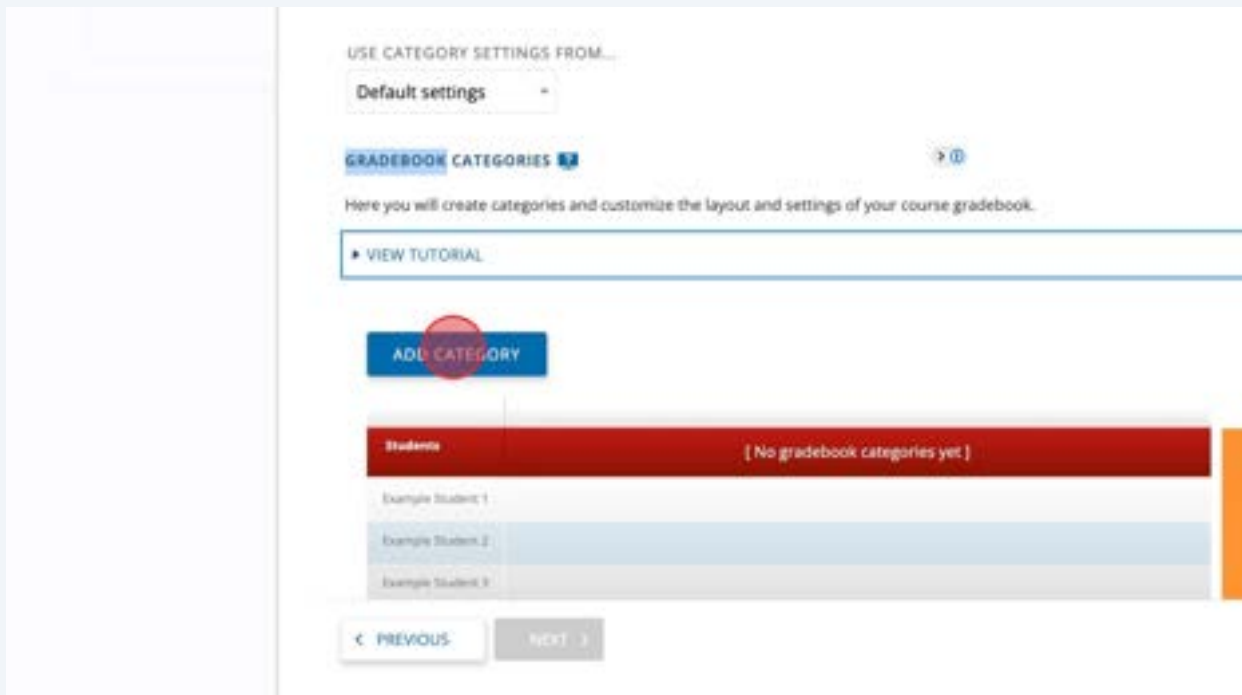 USE CATEGORY SETTINGS FROM...
Default settings
GRADEBOOK CATEGORIES
Here you will create categories and customize the layout and settings of your course gradebook.
VIEW TUTORIAL
ADD CATEGORY
Students [ No gradebook categories yet ]
Example Student 1
Example Student 2
Example Student 3
< PREVIOUS NEXT >